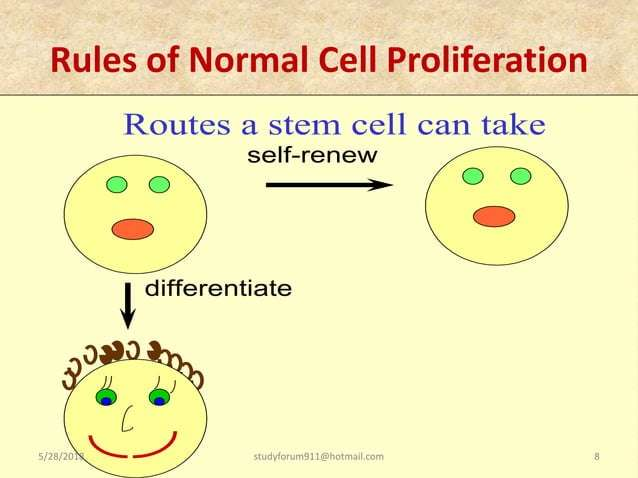 Rules of Normal Cell Proliferation
Routes a stem cell can take
self-renew
differentiate
studyforum911@hotmail.com
8